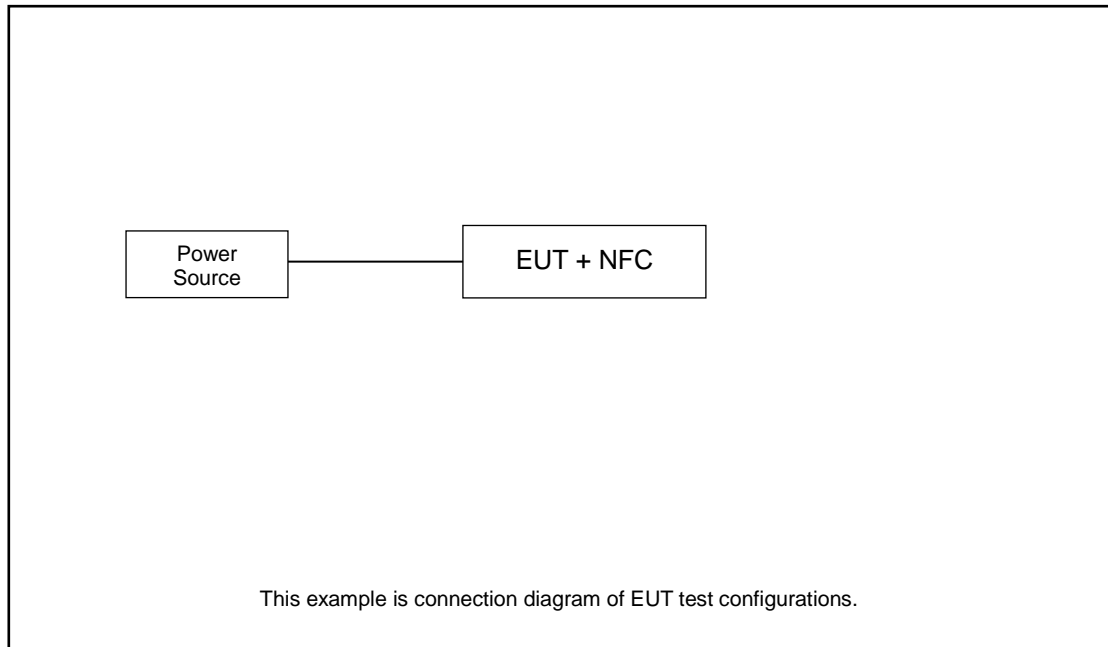 Power
Source
EUT + NFC
This example is connection diagram of EUT test configurations.